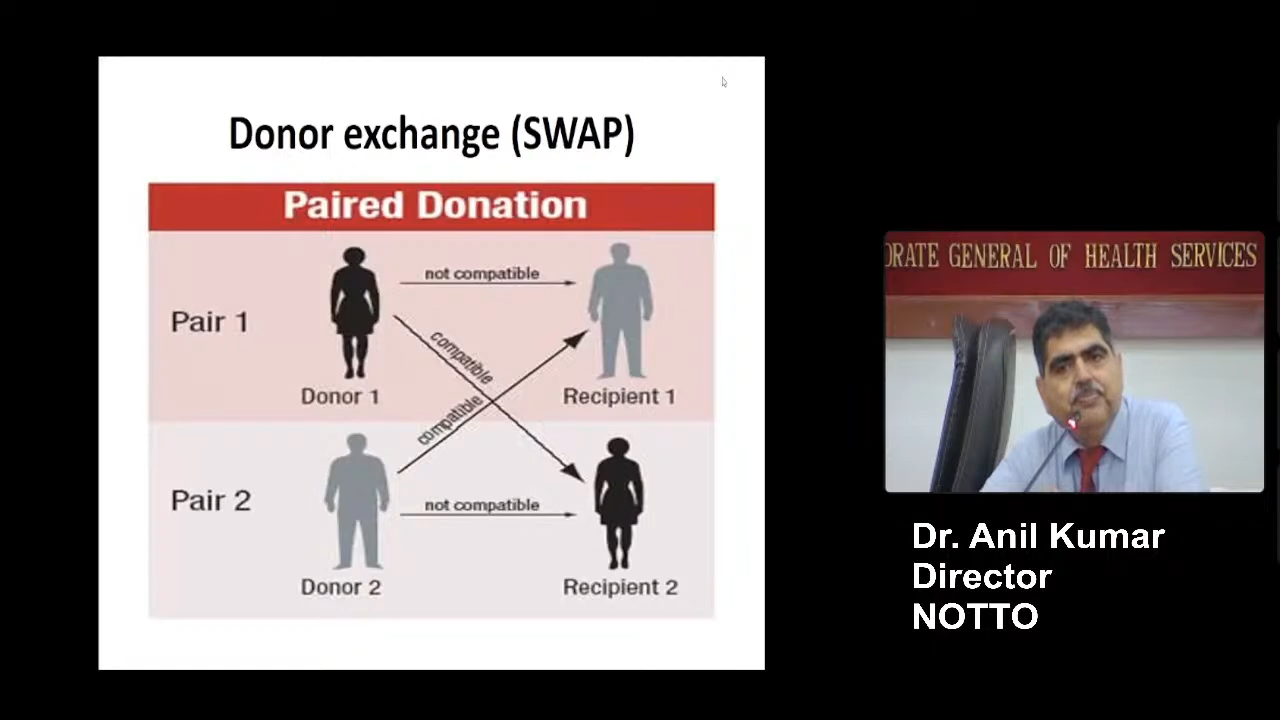 Donor exchange (SWAP)
Paired Donation
Pair 1
not compatible
compatible
Donor 1
Recipient 1
compatible
Pair 2
not compatible
Donor 2
Recipient 2
ORATE GENERAL OF HEALTH SERVICES
Dr. Anil Kumar
Director
NOTTO